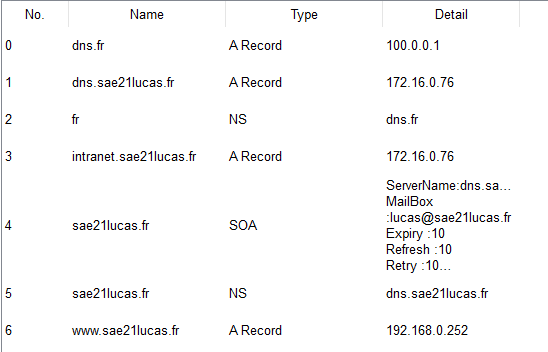 No. Name Type Detail
0 dns.fr A Record 100.0.0.1
1 dns.sae21lucas.fr A Record 172.16.0.76
2 fr NS dns.fr
3 intranet.sae21lucas.fr A Record 172.16.0.76
ServerName:dns.sa...
MailBox
:lucas@sae21lucas.fr
4 sae21lucas.fr SOA Expiry :10
Refresh :10
Retry :10...
5 sae21lucas.fr NS dns.sae21lucas.fr
6 www.sae21lucas.fr A Record 192.168.0.252